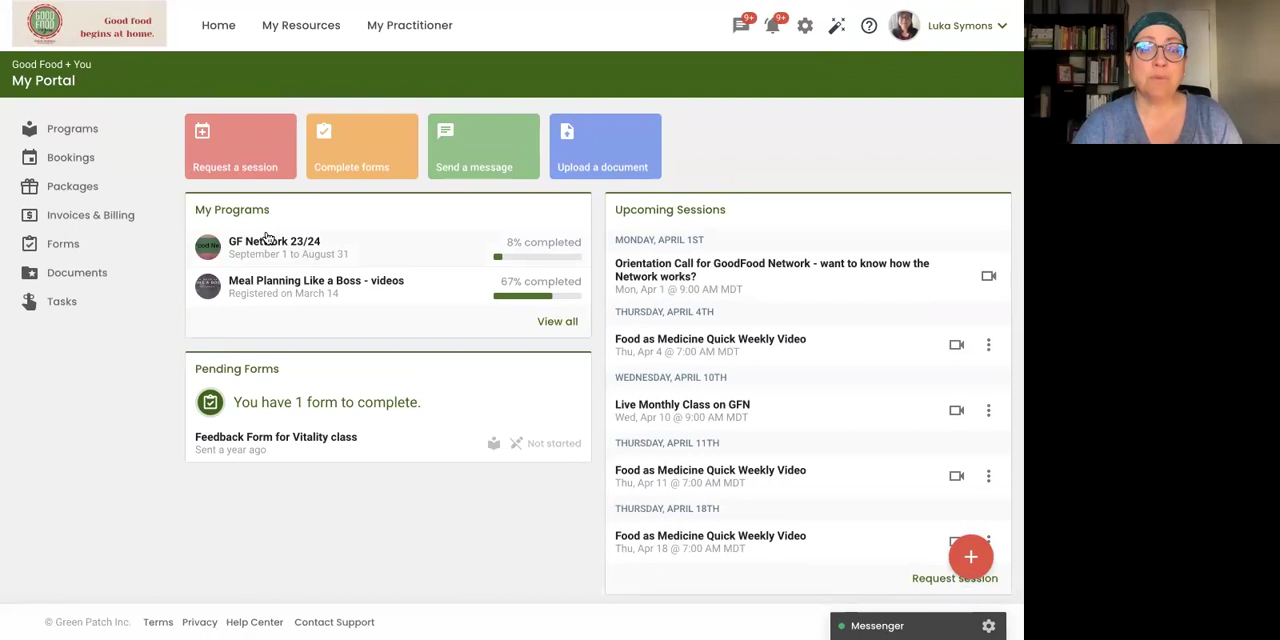 GOOD FOOD
Good food
begins at home.
Home
My Resources
My Practitioner
9+
9+
Luka Symons
Good Food + You
My Portal
Programs
Bookings
Packages
Invoices & Billing
Forms
Documents
Tasks
Request a session
Complete forms
Send a message
Upload a document
My Programs
GF Network 23/24
September 1 to August 31
8% completed
Meal Planning Like a Boss - videos
Registered on March 14
67% completed
View all
Pending Forms
You have 1 form to complete.
Feedback Form for Vitality class
Sent a year ago
Not started
Upcoming Sessions
MONDAY, APRIL 1ST
Orientation Call for GoodFood Network - want to know how the
Network works?
Mon, Apr 1 @ 9:00 AM MDT
THURSDAY, APRIL 4TH
Food as Medicine Quick Weekly Video
Thu, Apr 4 @ 7:00 AM MDT
WEDNESDAY, APRIL 10TH
Live Monthly Class on GFN
Wed, Apr 10 @ 9:00 AM MDT
THURSDAY, APRIL 11TH
Food as Medicine Quick Weekly Video
Thu, Apr 11 @ 7:00 AM MDT
THURSDAY, APRIL 18TH
Food as Medicine Quick Weekly Video
Thu, Apr 18 @ 7:00 AM MDT
Request session
© Green Patch Inc.
Terms
Privacy
Help Center
Contact Support
Messenger